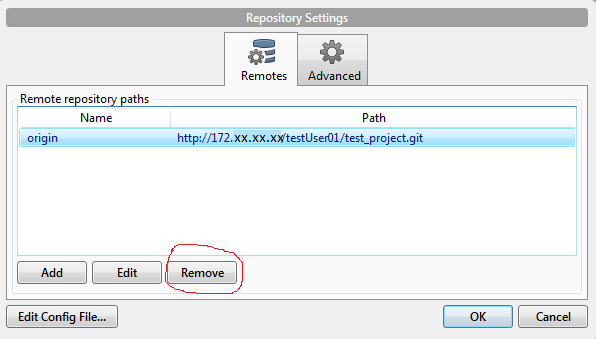 Repository Settings
Remotes
Advanced
Remote repository paths
Name Path
origin http://172.xx.xx.xx/testUser01/test_project.git
Add Edit Remove
Edit Config File... OK Cancel